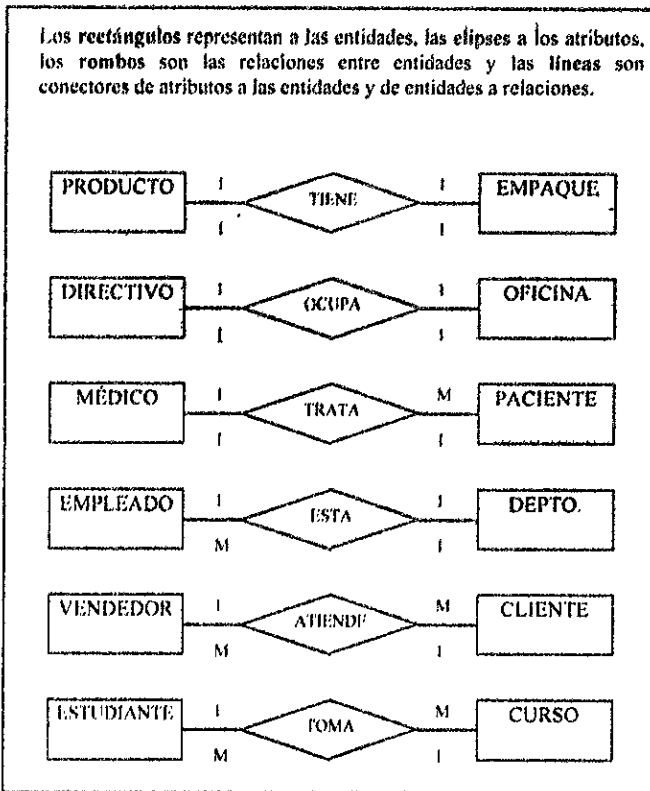 Los rectángulos representan a las entidades, las elipses a los atributos,
los rombos son las relaciones entre entidades y las líneas son
conectores de atributos a las entidades y de entidades a relaciones.
PRODUCTO 1 TIENE 1 EMPAQUE
1 1
DIRECTIVO 1 OCUPA 1 OFICINA
1 1
MÉDICO 1 TRATA M PACIENTE
1 1
EMPLEADO 1 ESTA 1 DEPTO.
M 1
VENDEDOR 1 ATIENDE M CLIENTE
M 1
ESTUDIANTE 1 TOMA M CURSO
M 1